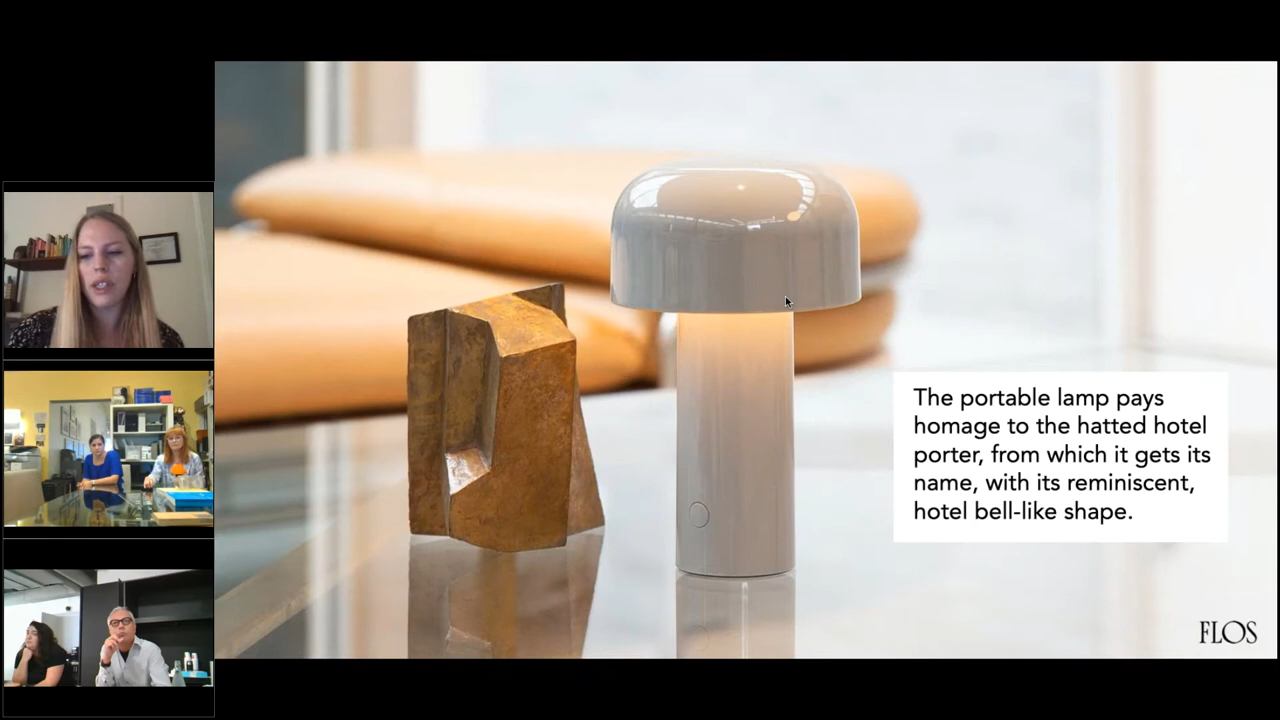 The portable lamp pays
homage to the hatted hotel
porter, from which it gets its
name, with its reminiscent,
hotel bell-like shape.
FLOS